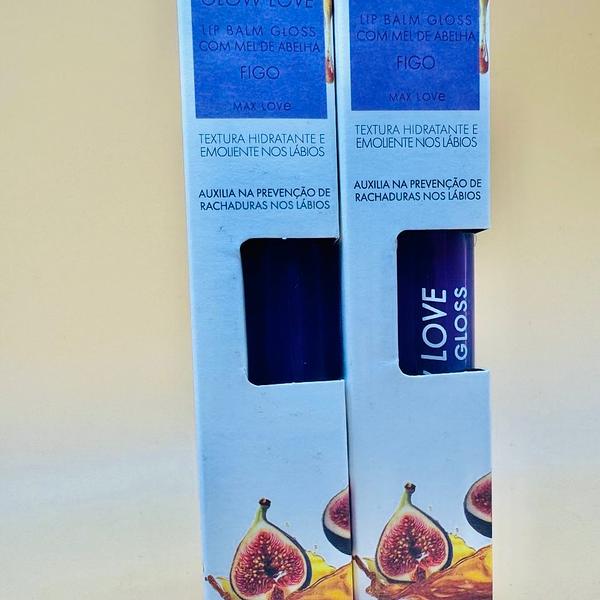 GLOW LOVE
LIP BALM GLOSS
COM MEL DE ABELHA
FIGO
MAX LOVE
TEXTURA HIDRATANTE E
EMOLIENTE NOS LÁBIOS
AUXILIA NA PREVENÇÃO DE
RACHADURAS NOS LÁBIOS
LIP BALM GLOSS
COM MEL DE ABELHA
FIGO
MAX LOVE
TEXTURA HIDRATANTE E
EMOLIENTE NOS LÁBIOS
AUXILIA NA PREVENÇÃO DE
RACHADURAS NOS LÁBIOS
LOVE
GLOSS